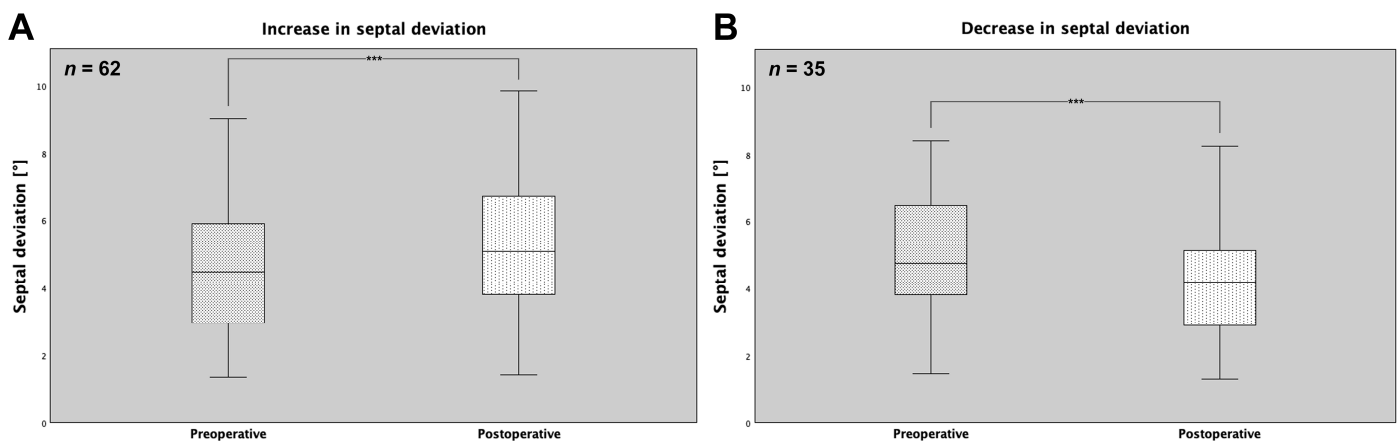 A
Increase in septal deviation
n = 62
***
Septal deviation [°]
10
8
6
4
2
0
Preoperative
Postoperative
B
Decrease in septal deviation
n = 35
***
Septal deviation [°]
10
8
6
4
2
0
Preoperative
Postoperative